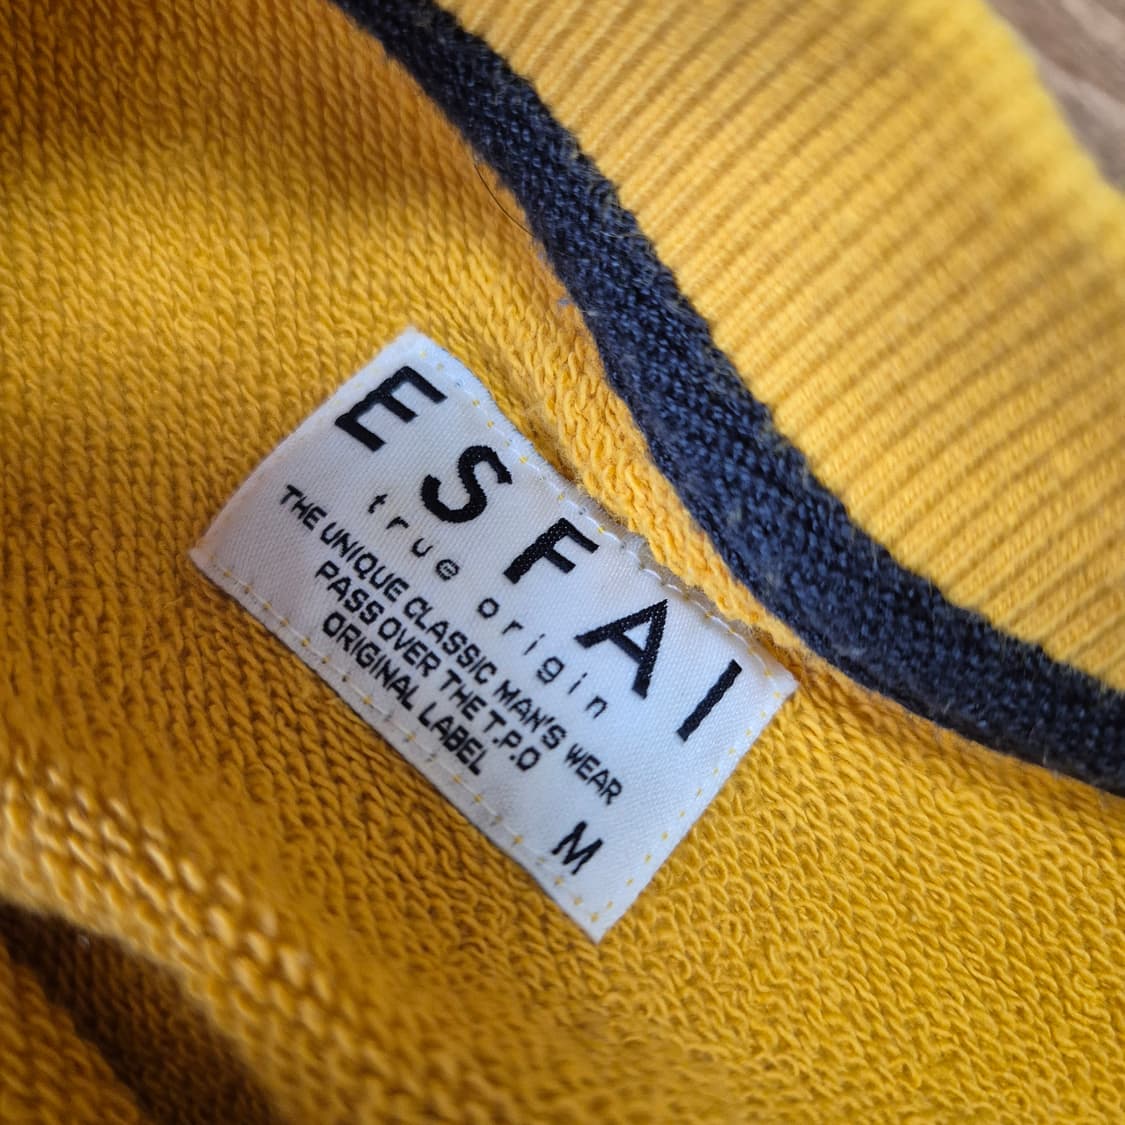 ESFAI
true origin
THE UNIQUE CLASSIC MAN'S WEAR
PASS OVER THE T.P.O
ORIGINAL LABEL
M